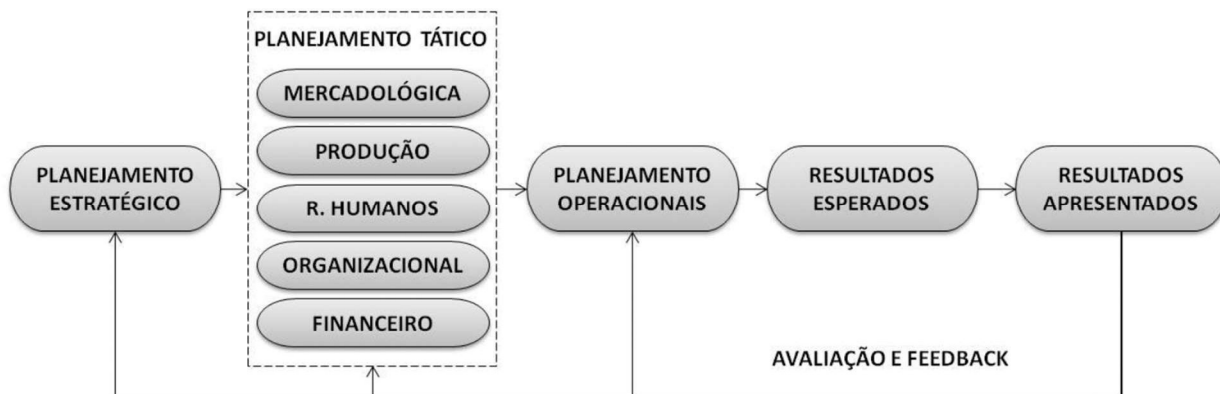 PLANEJAMENTO TÁTICO
MERCADOLÓGICA
PRODUÇÃO
R. HUMANOS
ORGANIZACIONAL
FINANCEIRO
PLANEJAMENTO
ESTRATÉGICO
PLANEJAMENTO
OPERACIONAIS
RESULTADOS
ESPERADOS
RESULTADOS
APRESENTADOS
AVALIAÇÃO E FEEDBACK